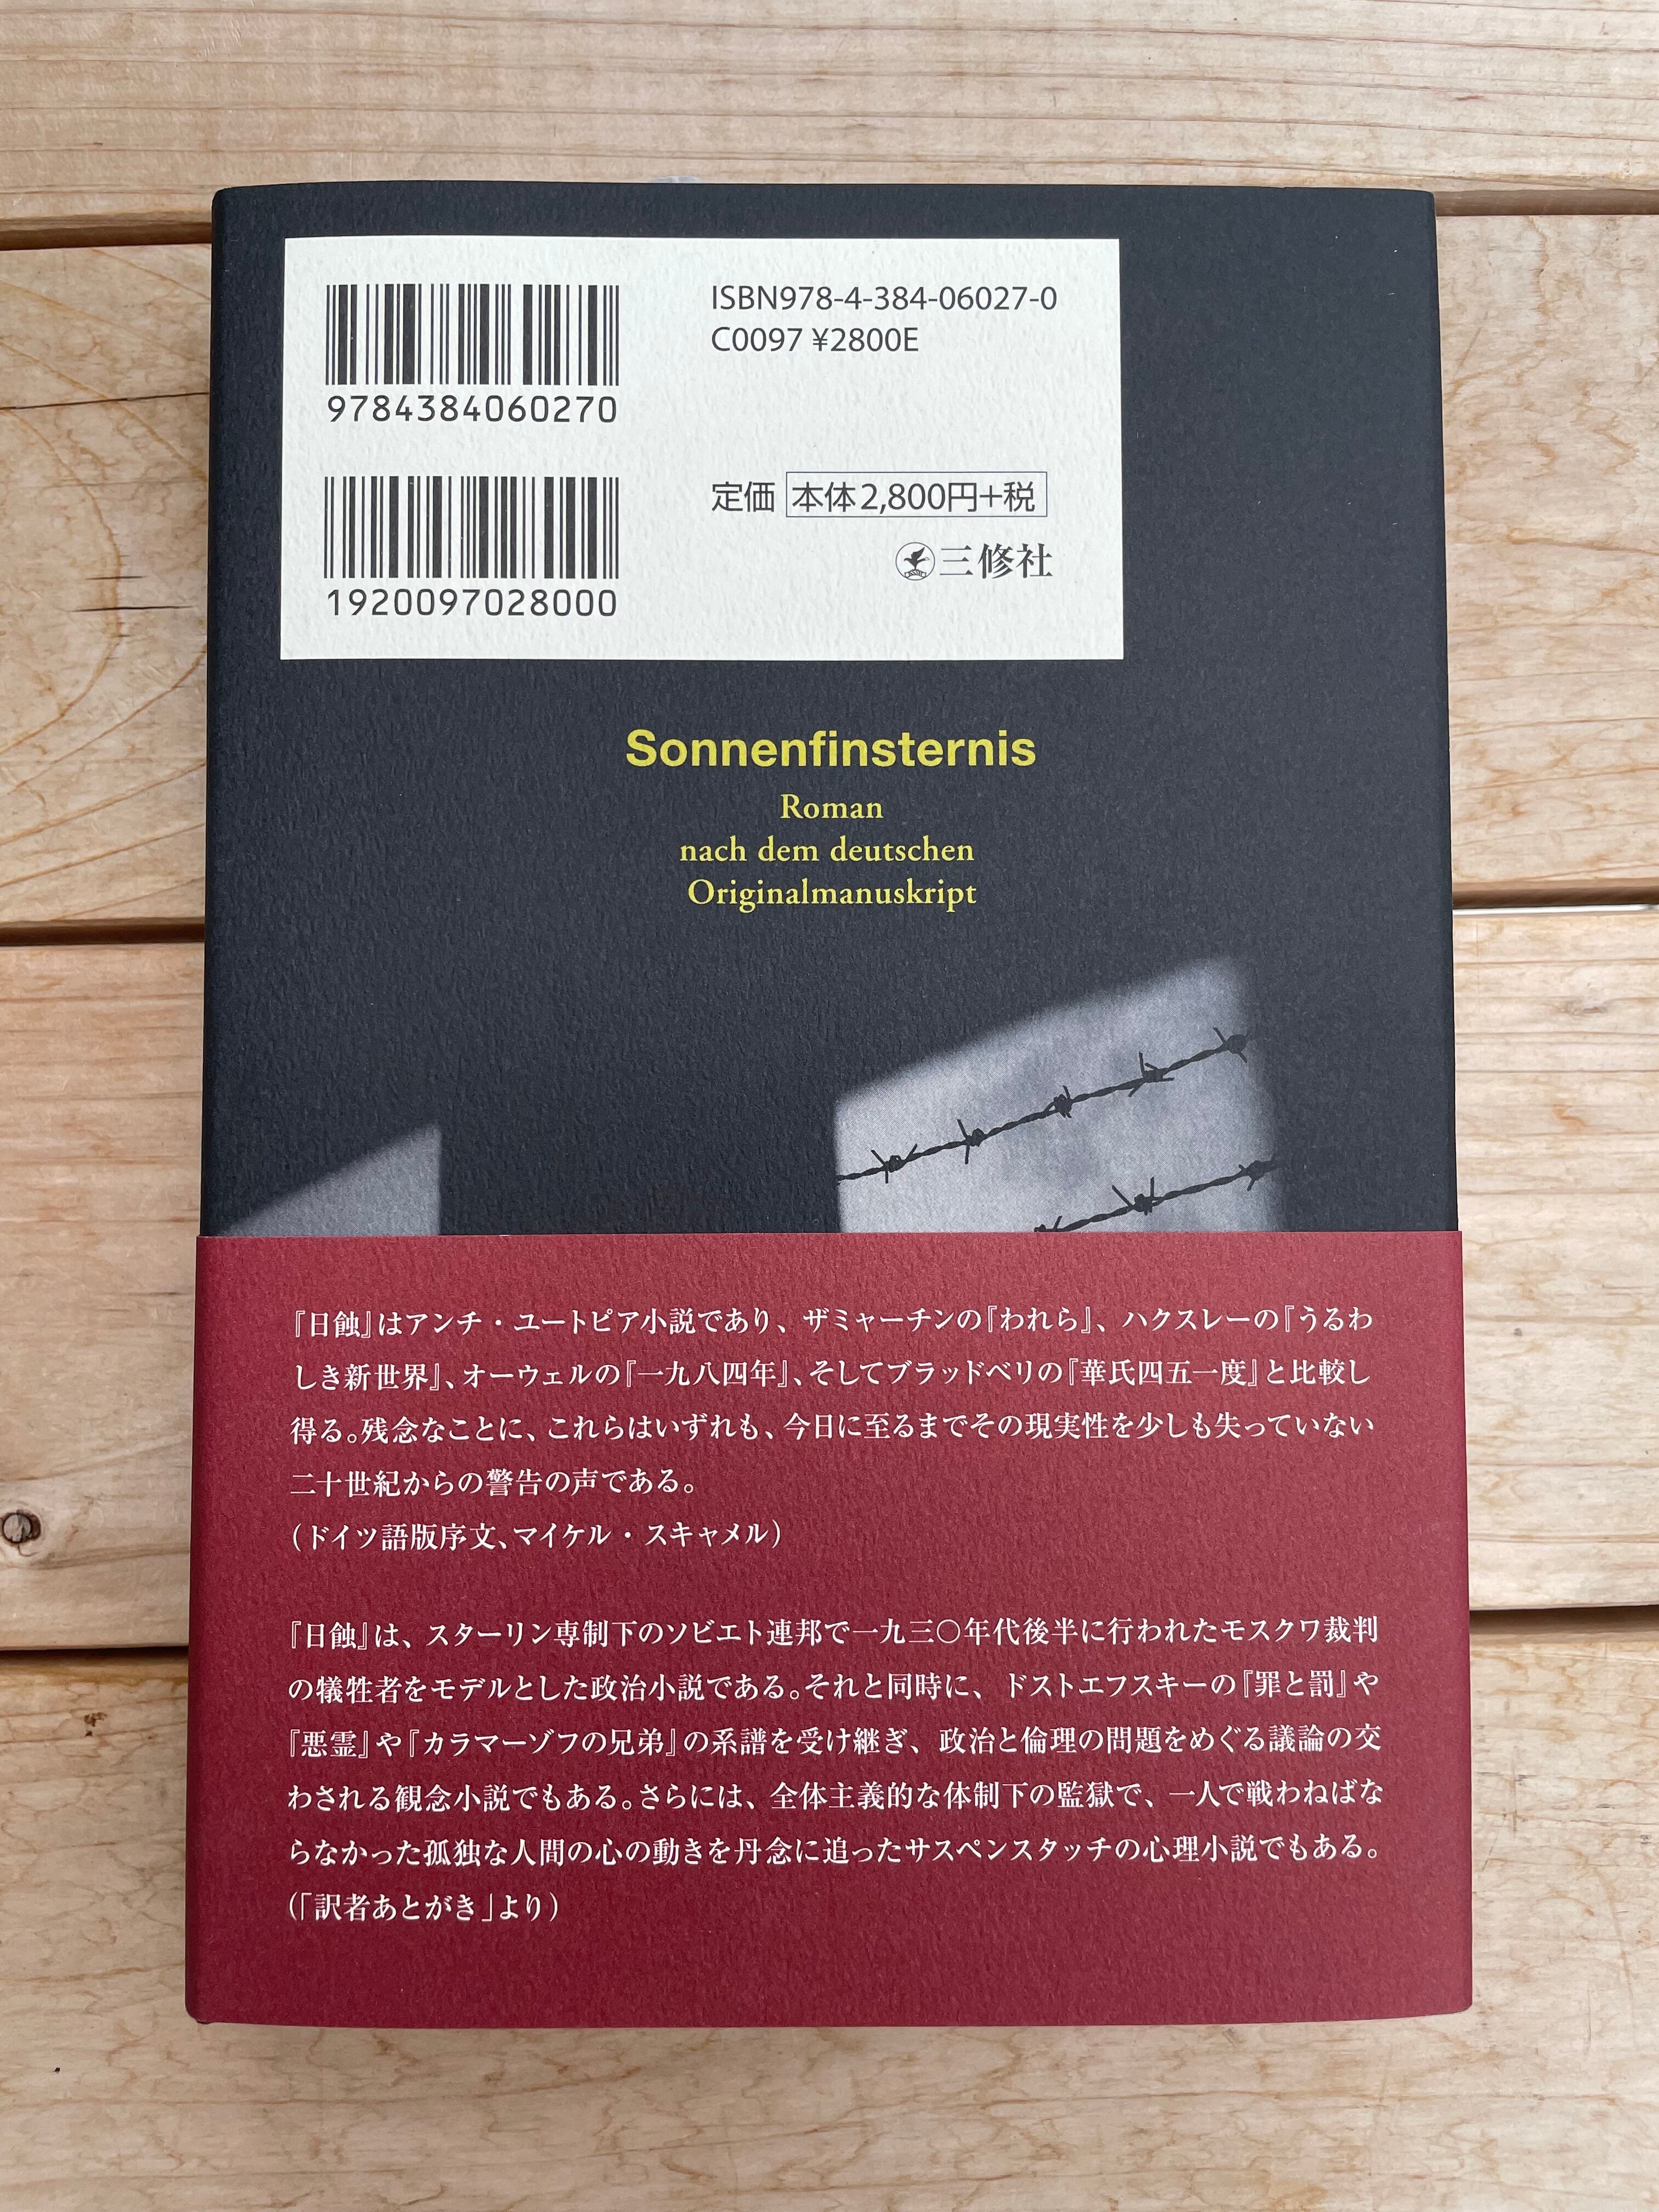 ISBN978-4-384-06027-0
C0097 ¥2800E
9784384060270
定価 本体2,800円+税
三修社
1920097028000
Sonnenfinsternis
Roman
nach dem deutschen
Originalmanuskript
『日蝕』はアンチ・ユートピア小説であり、ザミャーチンの『われら』、ハクスレーの『うるわ
しき新世界』、オーウェルの『一九八四年』、そしてブラッドベリの『華氏四五一度』と比較し
得る。残念なことに、これらはいずれも、今日に至るまでその現実性を少しも失っていない
二十世紀からの警告の声である。
(ドイツ語版序文、マイケル・スキャメル)
『日蝕』は、スターリン専制下のソビエト連邦で一九三〇年代後半に行われたモスクワ裁判
の犠牲者をモデルとした政治小説である。それと同時に、ドストエフスキーの『罪と罰』や
『悪霊』や『カラマーゾフの兄弟』の系譜を受け継ぎ、政治と倫理の問題をめぐる議論の交
わされる観念小説でもある。さらには、全体主義的な体制下の監獄で、一人で戦わねばな
らなかった孤独な人間の心の動きを丹念に追ったサスペンスタッチの心理小説でもある。
(「訳者あとがき」より)